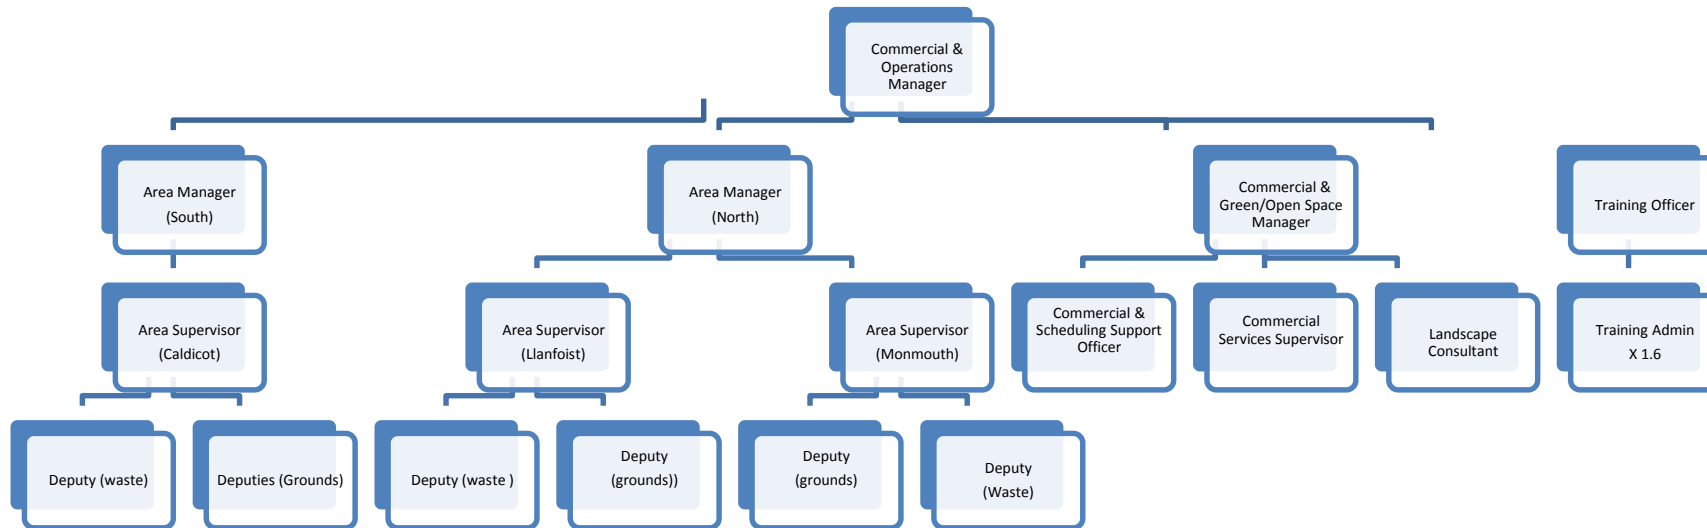 Commercial &
Operations
Manager
Area Manager
(South)
Area Manager
(North)
Commercial &
Green/Open Space
Manager
Training Officer
Area Supervisor
(Caldicot)
Area Supervisor
(Llanfoist)
Area Supervisor
(Monmouth)
Commercial &
Scheduling Support
Officer
Commercial
Services Supervisor
Landscape
Consultant
Training Admin
X 1.6
Deputy (waste)
Deputies (Grounds)
Deputy (waste )
Deputy
(grounds))
Deputy
(grounds)
Deputy
(Waste)